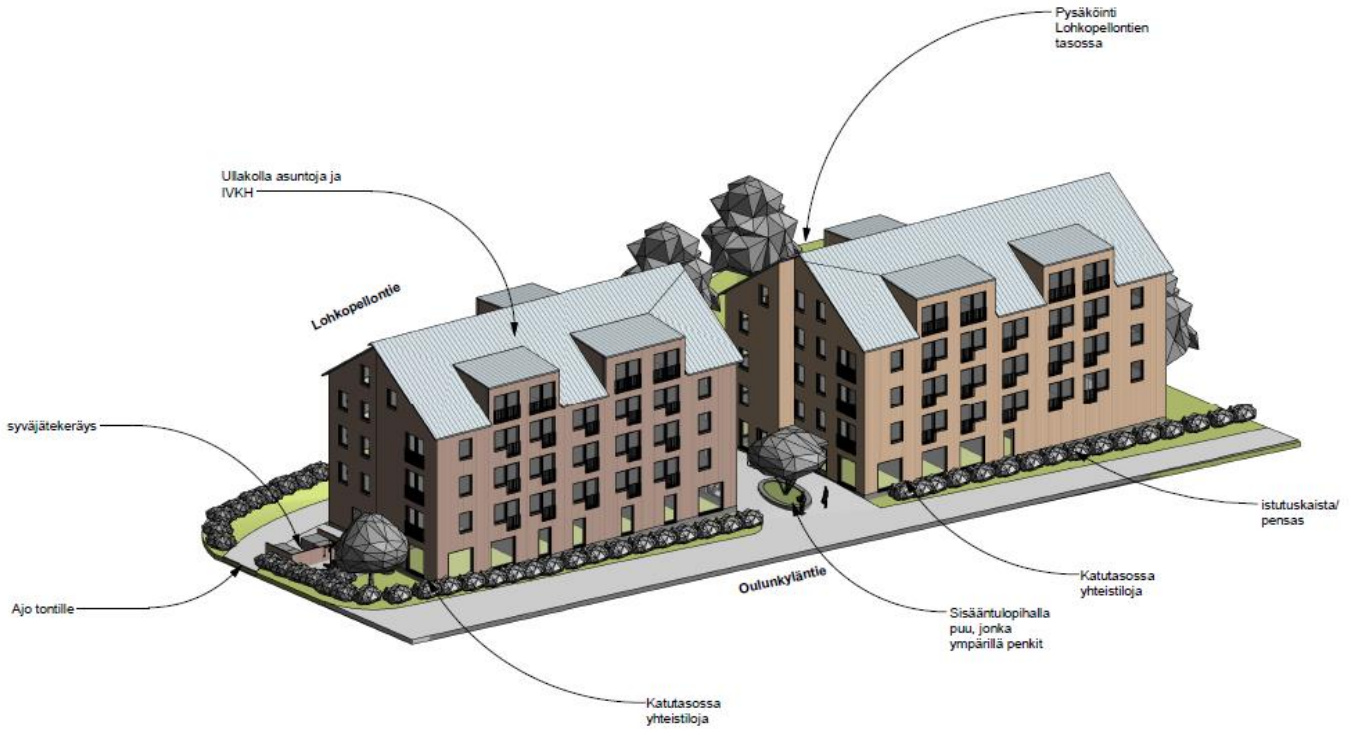 Pysäköinti
Lohkopellontien
tasossa
Ullakolla asuntoja ja
IVKH
Lohkopellontie
syväjätekeräys
istutuskaista/
pensas
Ajo tontille
Oulunkyläntie
Katutasossa
yhteistiloja
Sisääntulopihalla
puu, jonka
ympärillä penkit
Katutasossa
yhteistiloja